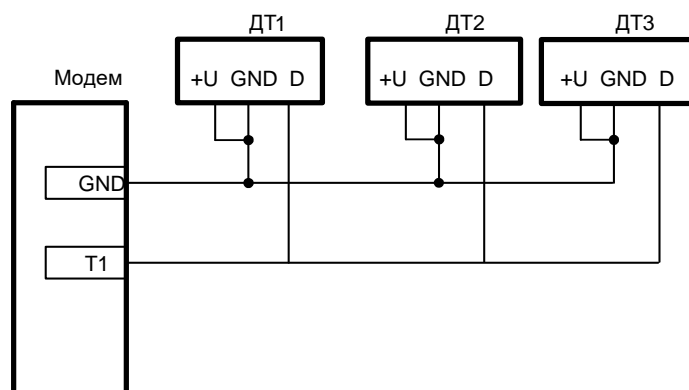 ДТ1 ДТ2 ДТ3
+U GND D +U GND D +U GND D
Модем
GND
T1